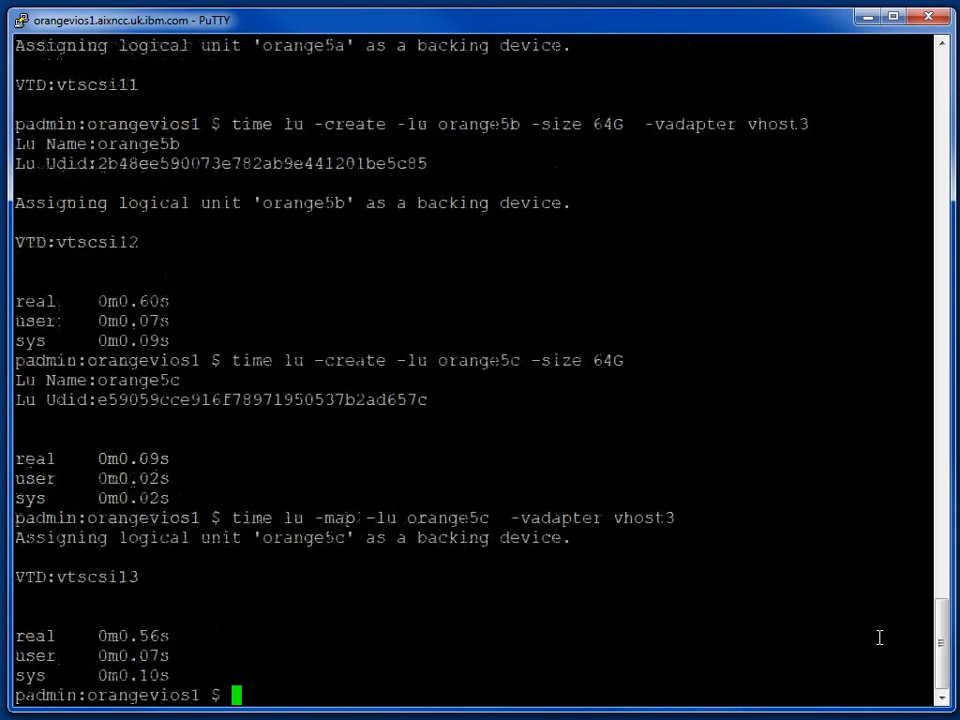 orangevios1.aixncc.uk.ibm.com - PuTTY
Assigning logical unit 'orange5a' as a backing device.
VTD:vtscsi11
padmin:orangevios1 $ time lu -create -lu orange5b -size 64G  -vadapter vhost3
Lu Name:orange5b
Lu Udid:2b48ee590073e782ab9e441201be5c85
Assigning logical unit 'orange5b' as a backing device.
VTD:vtscsi12
real    0m0.60s
user    0m0.07s
sys     0m0.09s
padmin:orangevios1 $ time lu -create -lu orange5c -size 64G
Lu Name:orange5c
Lu Udid:e59059cce916f78971950537b2ad657c
real    0m0.09s
user    0m0.02s
sys     0m0.02s
padmin:orangevios1 $ time lu -map -lu orange5c  -vadapter vhost3
Assigning logical unit 'orange5c' as a backing device.
VTD:vtscsi13
real    0m0.56s
user    0m0.07s
sys     0m0.10s
padmin:orangevios1 $